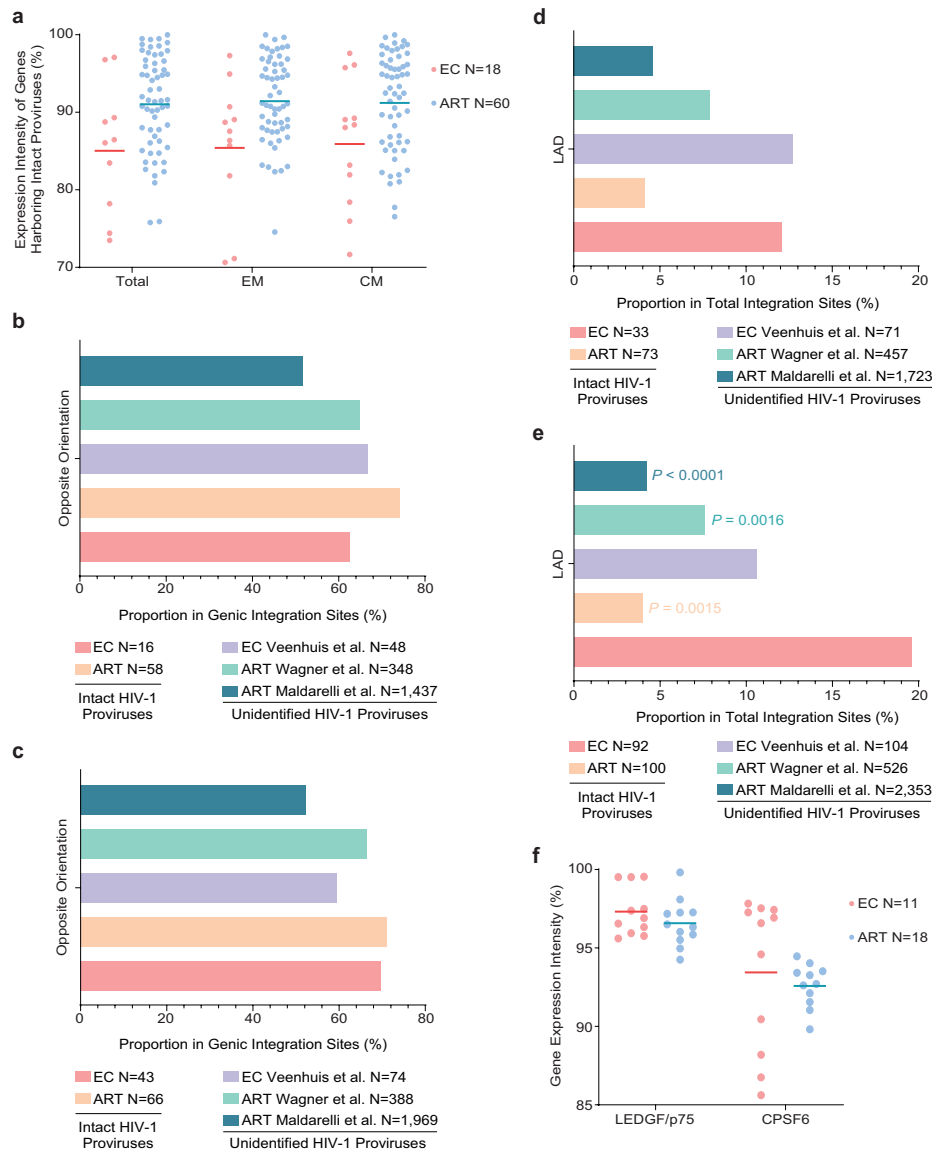 a
Expression Intensity of Genes
Harboring Intact Proviruses (%)
100
90
80
70
Total
EM
CM
EC N=18
ART N=60
b
Opposite Orientation
0
20
40
60
80
Proportion in Genic Integration Sites (%)
EC N=16
ART N=58
Intact HIV-1
Proviruses
EC Veenhuis et al. N=48
ART Wagner et al. N=348
ART Maldarelli et al. N=1,437
Unidentified HIV-1 Proviruses
c
Opposite Orientation
0
20
40
60
80
Proportion in Genic Integration Sites (%)
EC N=43
ART N=66
Intact HIV-1
Proviruses
EC Veenhuis et al. N=74
ART Wagner et al. N=388
ART Maldarelli et al. N=1,969
Unidentified HIV-1 Proviruses
d
LAD
0
5
10
15
20
Proportion in Total Integration Sites (%)
EC N=33
ART N=73
Intact HIV-1
Proviruses
EC Veenhuis et al. N=71
ART Wagner et al. N=457
ART Maldarelli et al. N=1,723
Unidentified HIV-1 Proviruses
e
LAD
P < 0.0001
P = 0.0016
P = 0.0015
0
5
10
15
20
Proportion in Total Integration Sites (%)
EC N=92
ART N=100
Intact HIV-1
Proviruses
EC Veenhuis et al. N=104
ART Wagner et al. N=526
ART Maldarelli et al. N=2,353
Unidentified HIV-1 Proviruses
f
Gene Expression Intensity (%)
100
95
90
85
LEDGF/p75
CPSF6
EC N=11
ART N=18